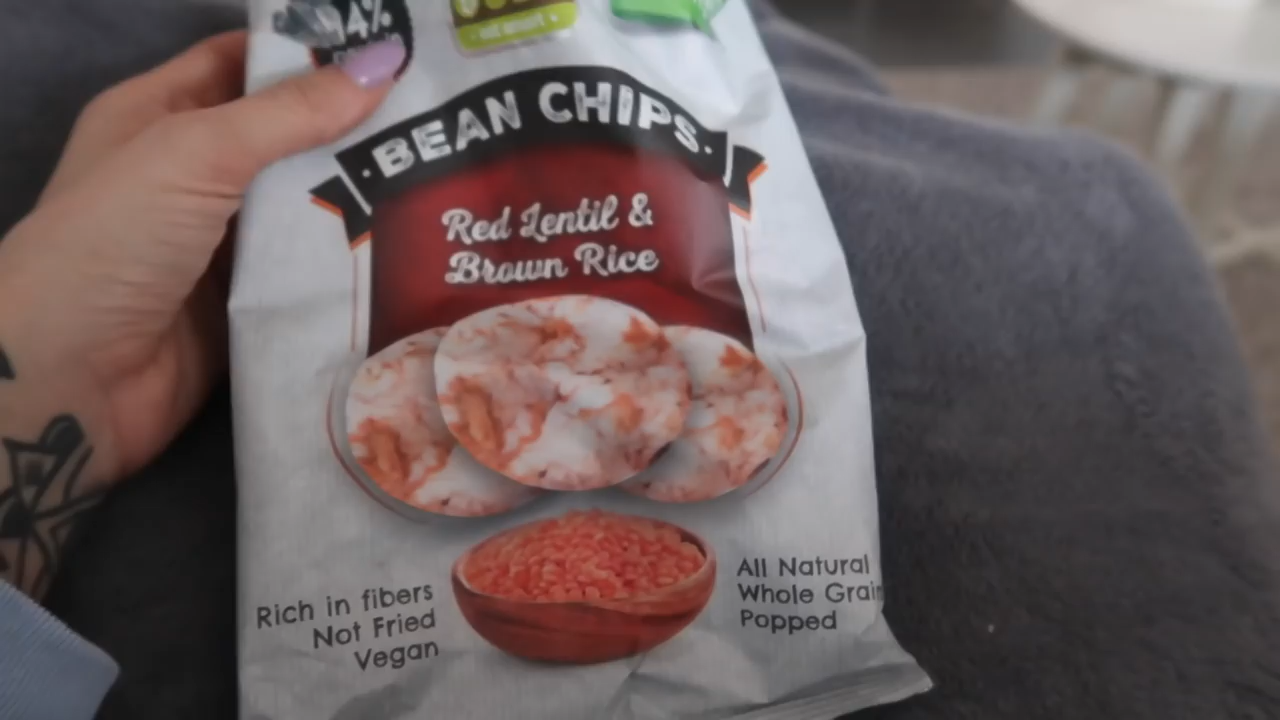 BEAN CHIPS
Red Lentil &
Brown Rice
Rich in fibers
Not Fried
Vegan
All Natural
Whole Grain
Popped